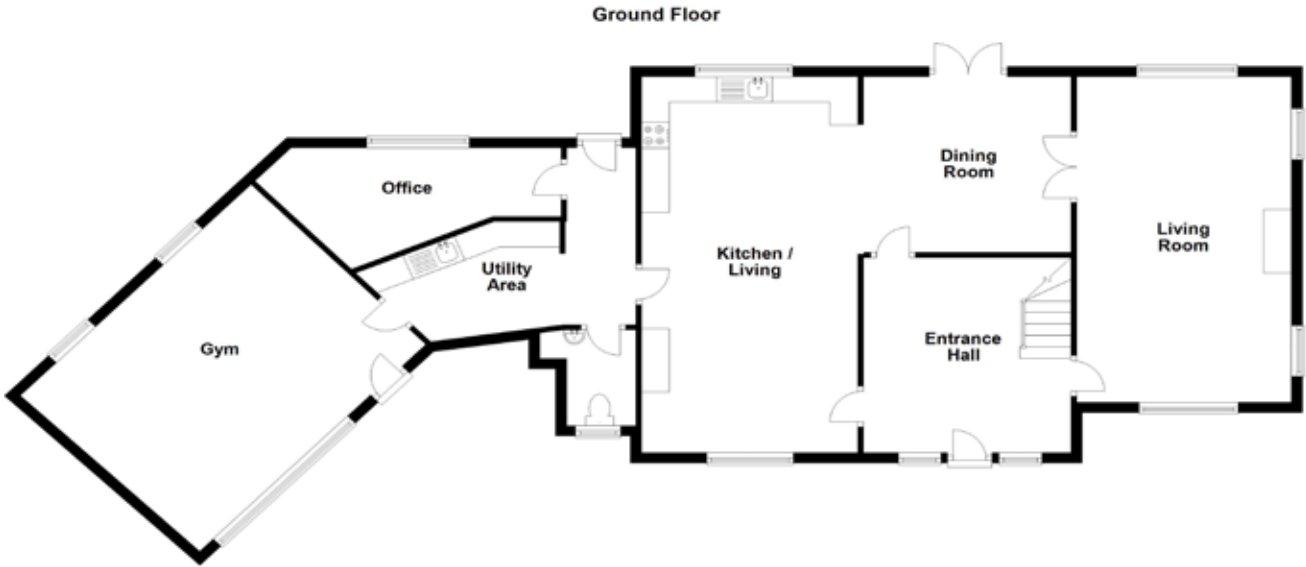 Ground Floor
Office
Dining
Room
Living
Room
Kitchen /
Living
Utility
Area
Entrance
Hall
Gym